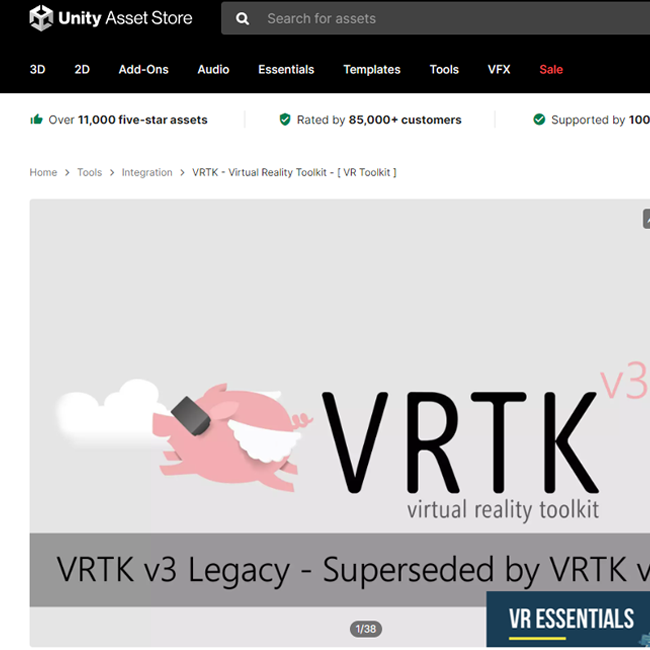 Unity Asset Store
Search for assets
3D 2D Add-Ons Audio Essentials Templates Tools VFX Sale
Over 11,000 five-star assets Rated by 85,000+ customers Supported by 100
Home > Tools > Integration > VRTK - Virtual Reality Toolkit - [ VR Toolkit ]
v3
VRTK
virtual reality toolkit
VRTK v3 Legacy - Superseded by VRTK v
1/38
VR ESSENTIALS